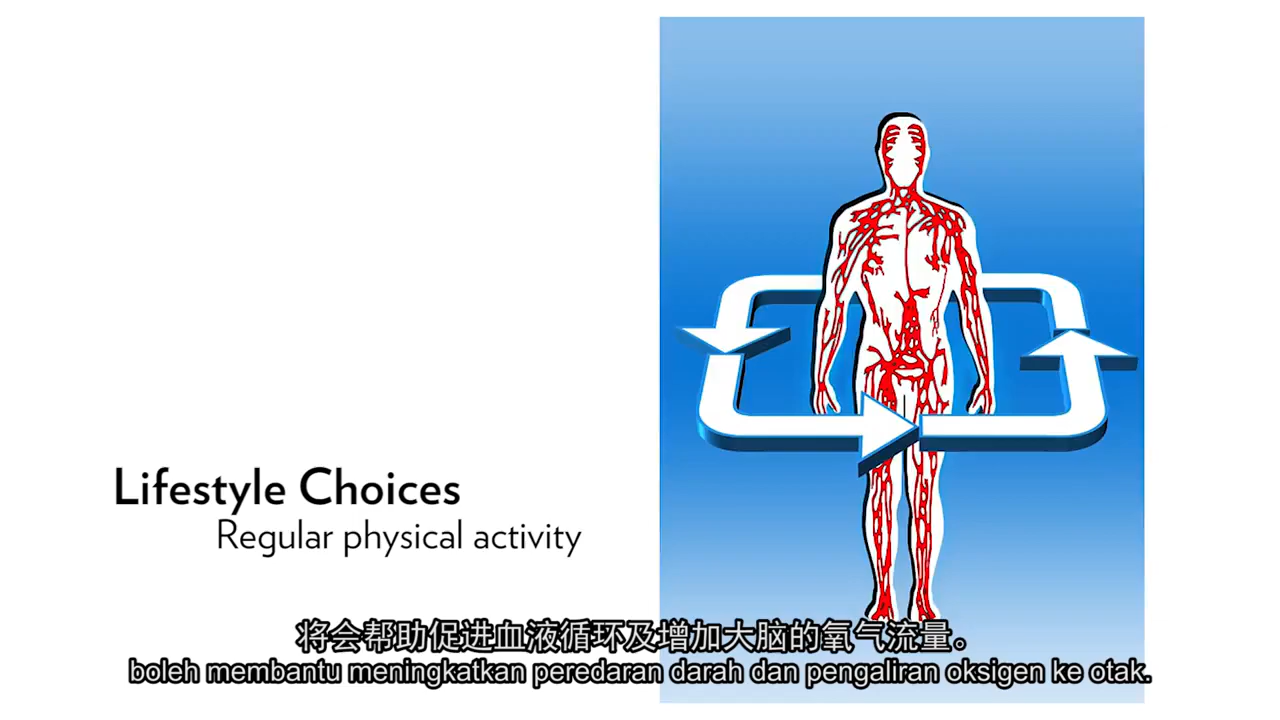 Lifestyle Choices
Regular physical activity
将会帮助促进血液循环及增加大脑的氧气流量。
boleh membantu meningkatkan peredaran darah dan pengaliran oksigen ke otak.